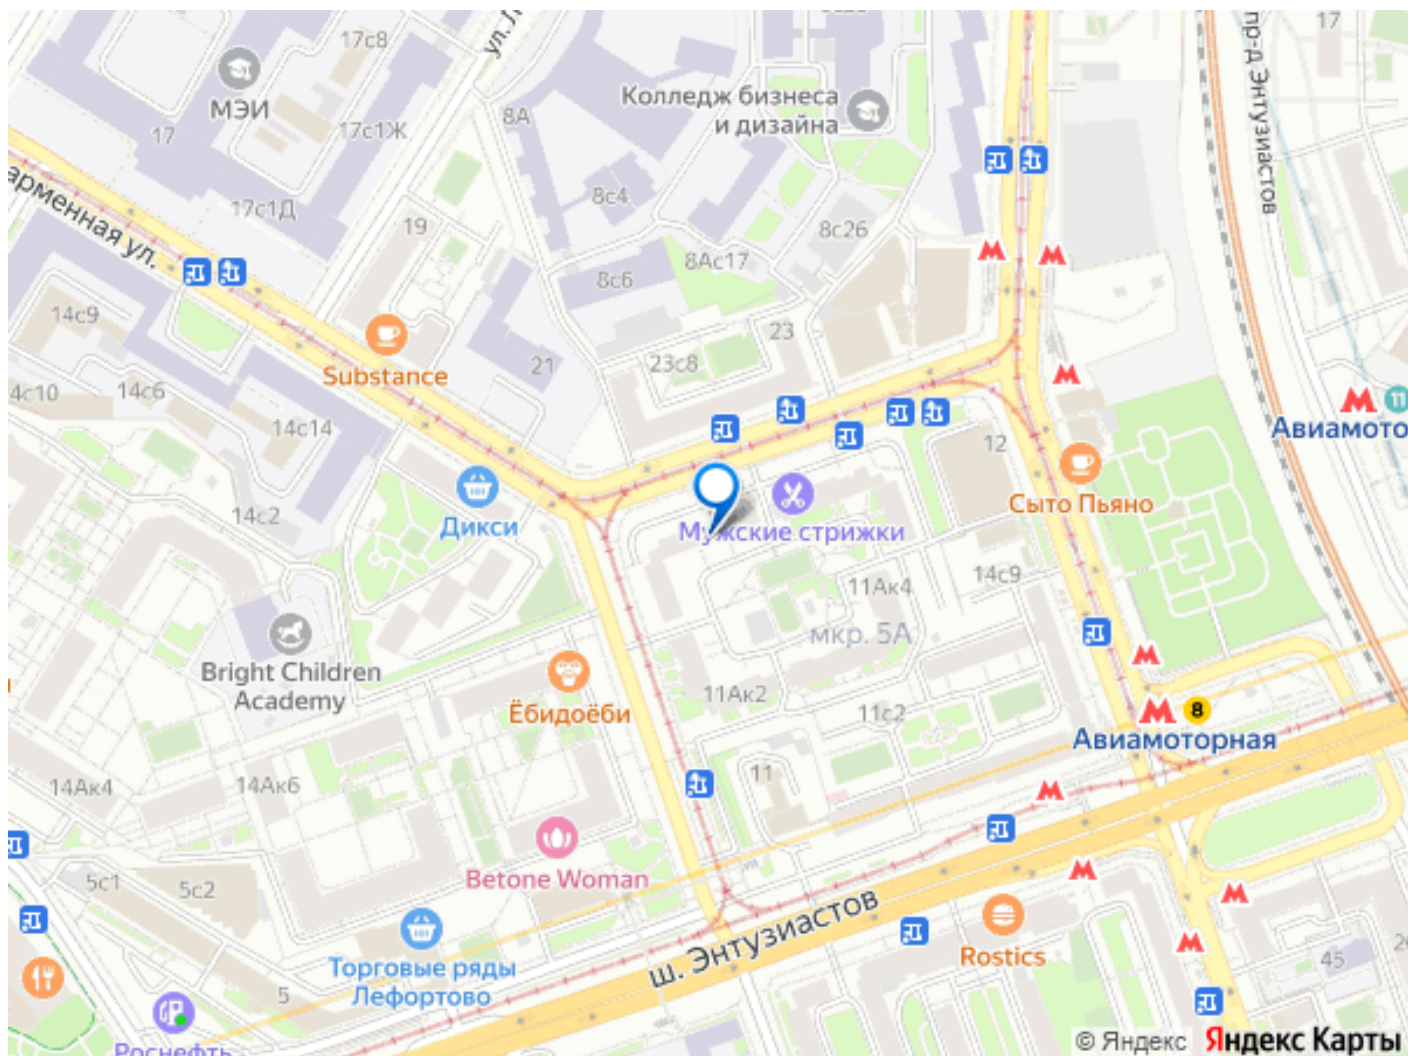 17с8
ул. Л
МЭИ
17
17с1Ж
17с1Д
Колледж бизнеса
и дизайна
8А
8с4
8с26
8Ас17
8с6
17
пр-д Энтузиастов
арменная ул.
19
14с9
Substance
21
23
23с8
4с10
14с6
14с14
14с2
Дикси
12
Авиамото
11
Сыто Пьяно
Мужские стрижки
14с9
11Ак4
мкр. 5А
Bright Children
Academy
Ёбидоёби
11Ак2
11с2
8
Авиамоторная
14Ак4
14Ак6
11
Betone Woman
5с1
5с2
ш. Энтузиастов
Rostics
Торговые ряды
Лефортово
5
45
Роснефть
© Яндекс Яндекс Карты